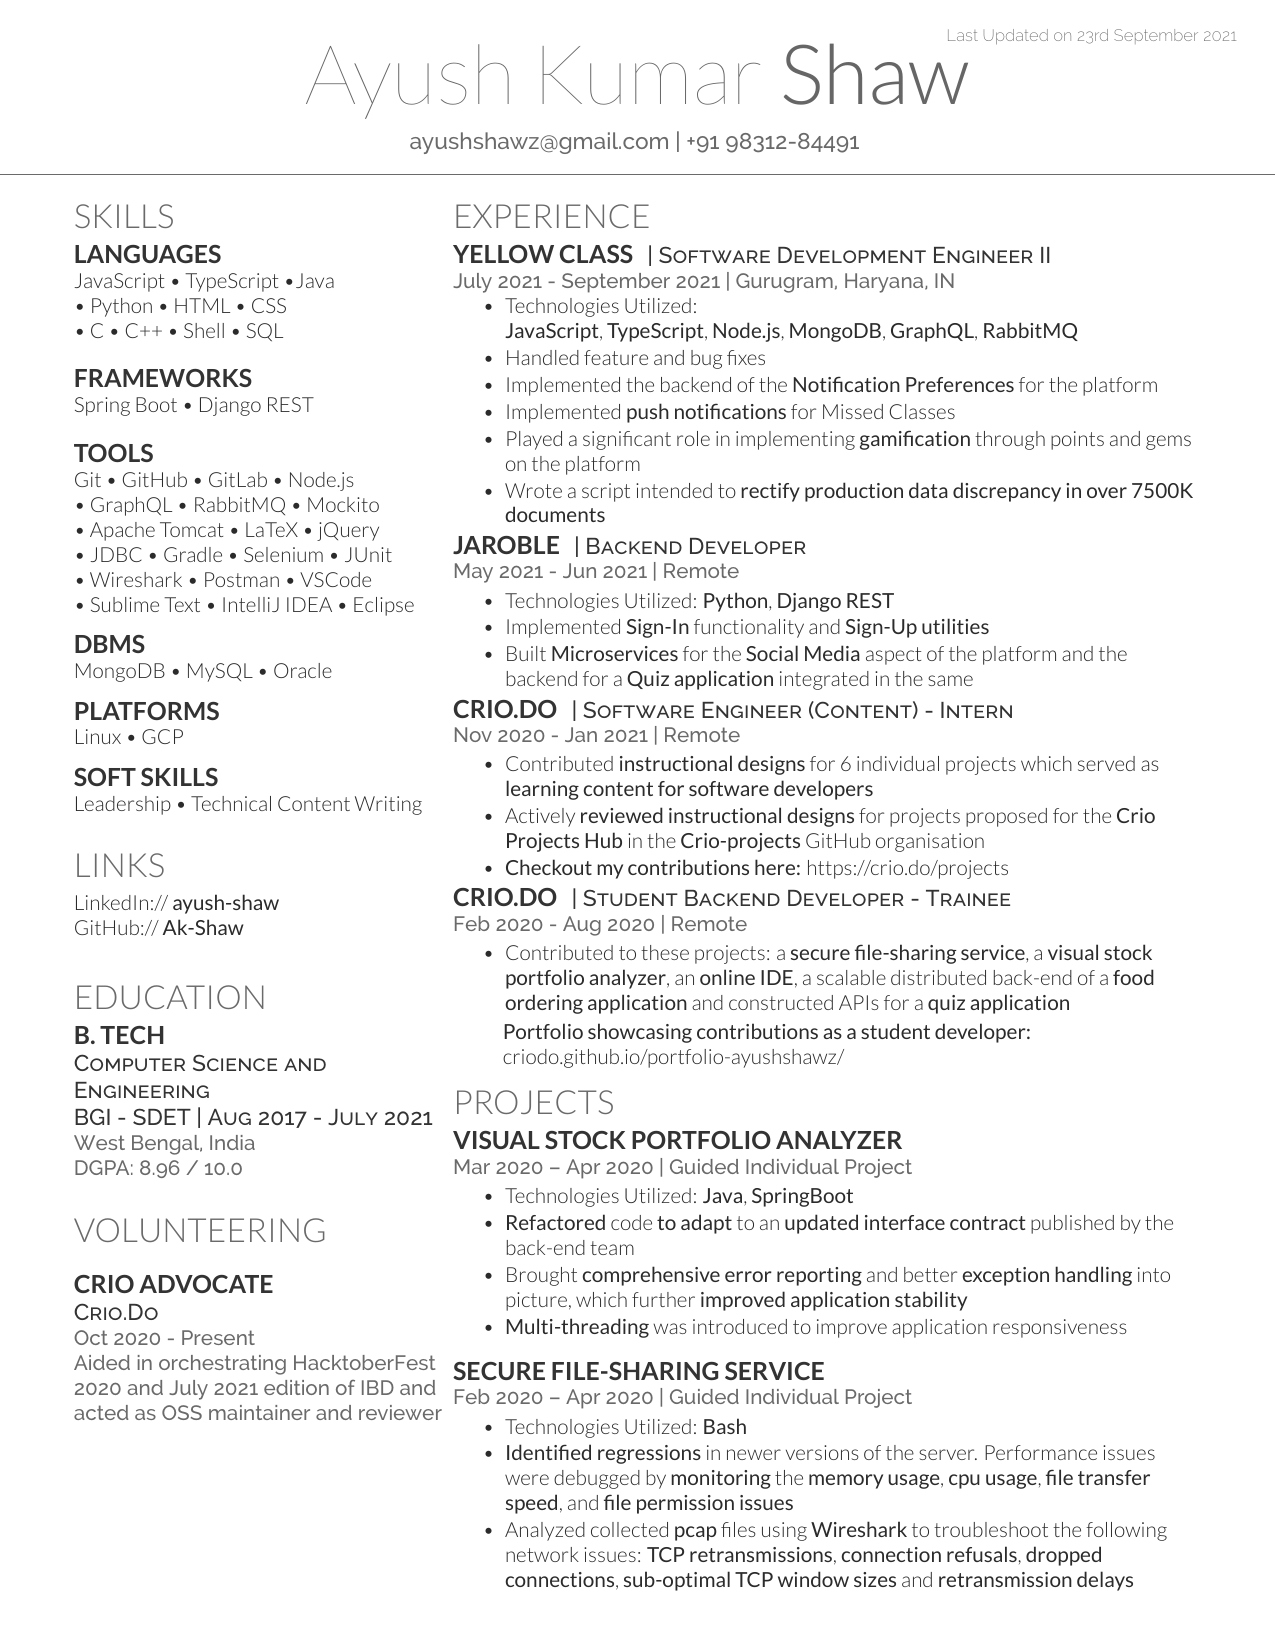 Last Updated on 23rd September 2021
Ayush Kumar Shaw
ayushshawz@gmail.com | +91 98312-84491
SKILLS
LANGUAGES
JavaScript • TypeScript •Java
• Python • HTML • CSS
• C • C++ • Shell • SQL
FRAMEWORKS
Spring Boot • Django REST
TOOLS
Git • GitHub • GitLab • Node.js
• GraphQL • RabbitMQ • Mockito
• Apache Tomcat • LaTeX • jQuery
• JDBC • Gradle • Selenium • JUnit
• Wireshark • Postman • VSCode
• Sublime Text • IntelliJ IDEA • Eclipse
DBMS
MongoDB • MySQL • Oracle
PLATFORMS
Linux • GCP
SOFT SKILLS
Leadership • Technical Content Writing
LINKS
LinkedIn:// ayush-shaw
GitHub:// Ak-Shaw
EDUCATION
B. TECH
Computer Science and
Engineering
BGI - SDET | Aug 2017 - July 2021
West Bengal, India
DGPA: 8.96 / 10.0
VOLUNTEERING
CRIO ADVOCATE
Crio.Do
Oct 2020 - Present
Aided in orchestrating HacktoberFest
2020 and July 2021 edition of IBD and
acted as OSS maintainer and reviewer
EXPERIENCE
YELLOW CLASS | Software Development Engineer II
July 2021 - September 2021 | Gurugram, Haryana, IN
• Technologies Utilized:
JavaScript, TypeScript, Node.js, MongoDB, GraphQL, RabbitMQ
• Handled feature and bug fixes
• Implemented the backend of the Notification Preferences for the platform
• Implemented push notifications for Missed Classes
• Played a significant role in implementing gamification through points and gems
on the platform
• Wrote a script intended to rectify production data discrepancy in over 7500K
documents
JAROBLE | Backend Developer
May 2021 - Jun 2021 | Remote
• Technologies Utilized: Python, Django REST
• Implemented Sign-In functionality and Sign-Up utilities
• Built Microservices for the Social Media aspect of the platform and the
backend for a Quiz application integrated in the same
CRIO.DO | Software Engineer (Content) - Intern
Nov 2020 - Jan 2021 | Remote
• Contributed instructional designs for 6 individual projects which served as
learning content for software developers
• Actively reviewed instructional designs for projects proposed for the Crio
Projects Hub in the Crio-projects GitHub organisation
• Checkout my contributions here: https://crio.do/projects
CRIO.DO | Student Backend Developer - Trainee
Feb 2020 - Aug 2020 | Remote
• Contributed to these projects: a secure file-sharing service, a visual stock
portfolio analyzer, an online IDE, a scalable distributed back-end of a food
ordering application and constructed APIs for a quiz application
Portfolio showcasing contributions as a student developer:
criodo.github.io/portfolio-ayushshawz/
PROJECTS
VISUAL STOCK PORTFOLIO ANALYZER
Mar 2020 – Apr 2020 | Guided Individual Project
• Technologies Utilized: Java, SpringBoot
• Refactored code to adapt to an updated interface contract published by the
back-end team
• Brought comprehensive error reporting and better exception handling into
picture, which further improved application stability
• Multi-threading was introduced to improve application responsiveness
SECURE FILE-SHARING SERVICE
Feb 2020 – Apr 2020 | Guided Individual Project
• Technologies Utilized: Bash
• Identified regressions in newer versions of the server. Performance issues
were debugged by monitoring the memory usage, cpu usage, file transfer
speed, and file permission issues
• Analyzed collected pcap files using Wireshark to troubleshoot the following
network issues: TCP retransmissions, connection refusals, dropped
connections, sub-optimal TCP window sizes and retransmission delays